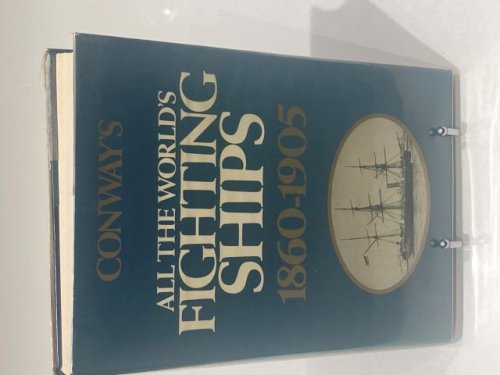 CONWAY'S
ALL THE WORLD'S
FIGHTING
SHIPS
1860-1905